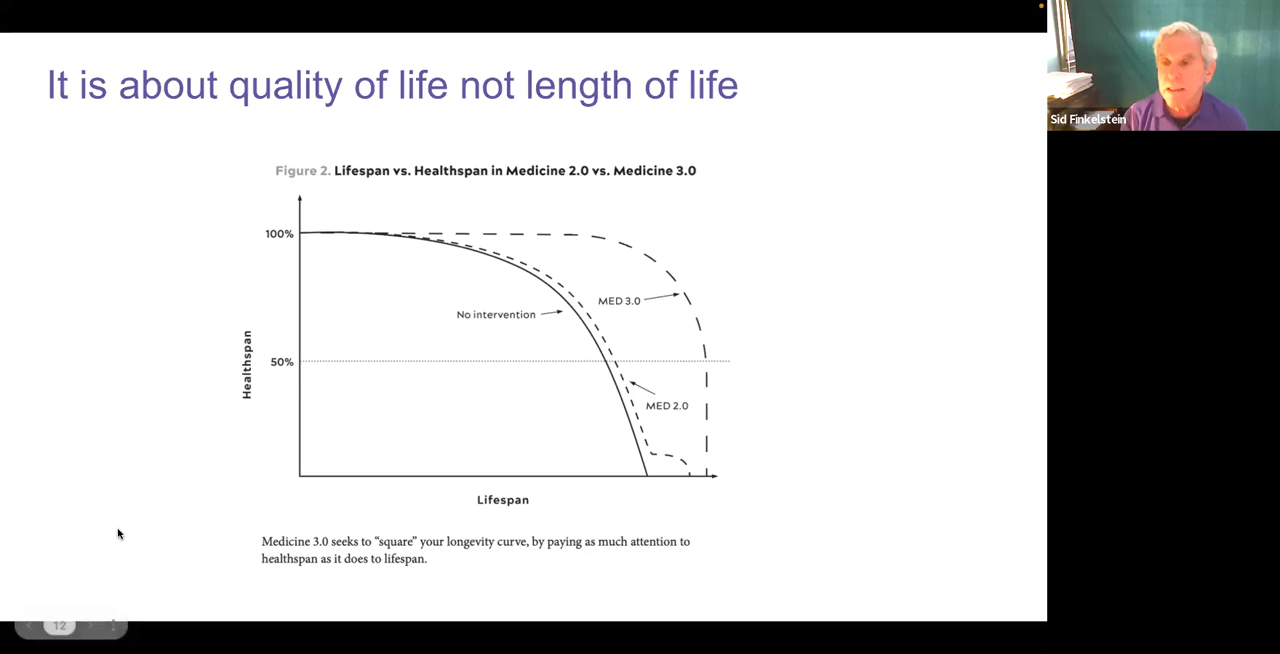 It is about quality of life not length of life
Sid Finkelstein
Figure 2. Lifespan vs. Healthspan in Medicine 2.0 vs. Medicine 3.0
100%
MED 3.0
No intervention
50%
Healthspan
MED 2.0
Lifespan
Medicine 3.0 seeks to “square” your longevity curve, by paying as much attention to
healthspan as it does to lifespan.
12